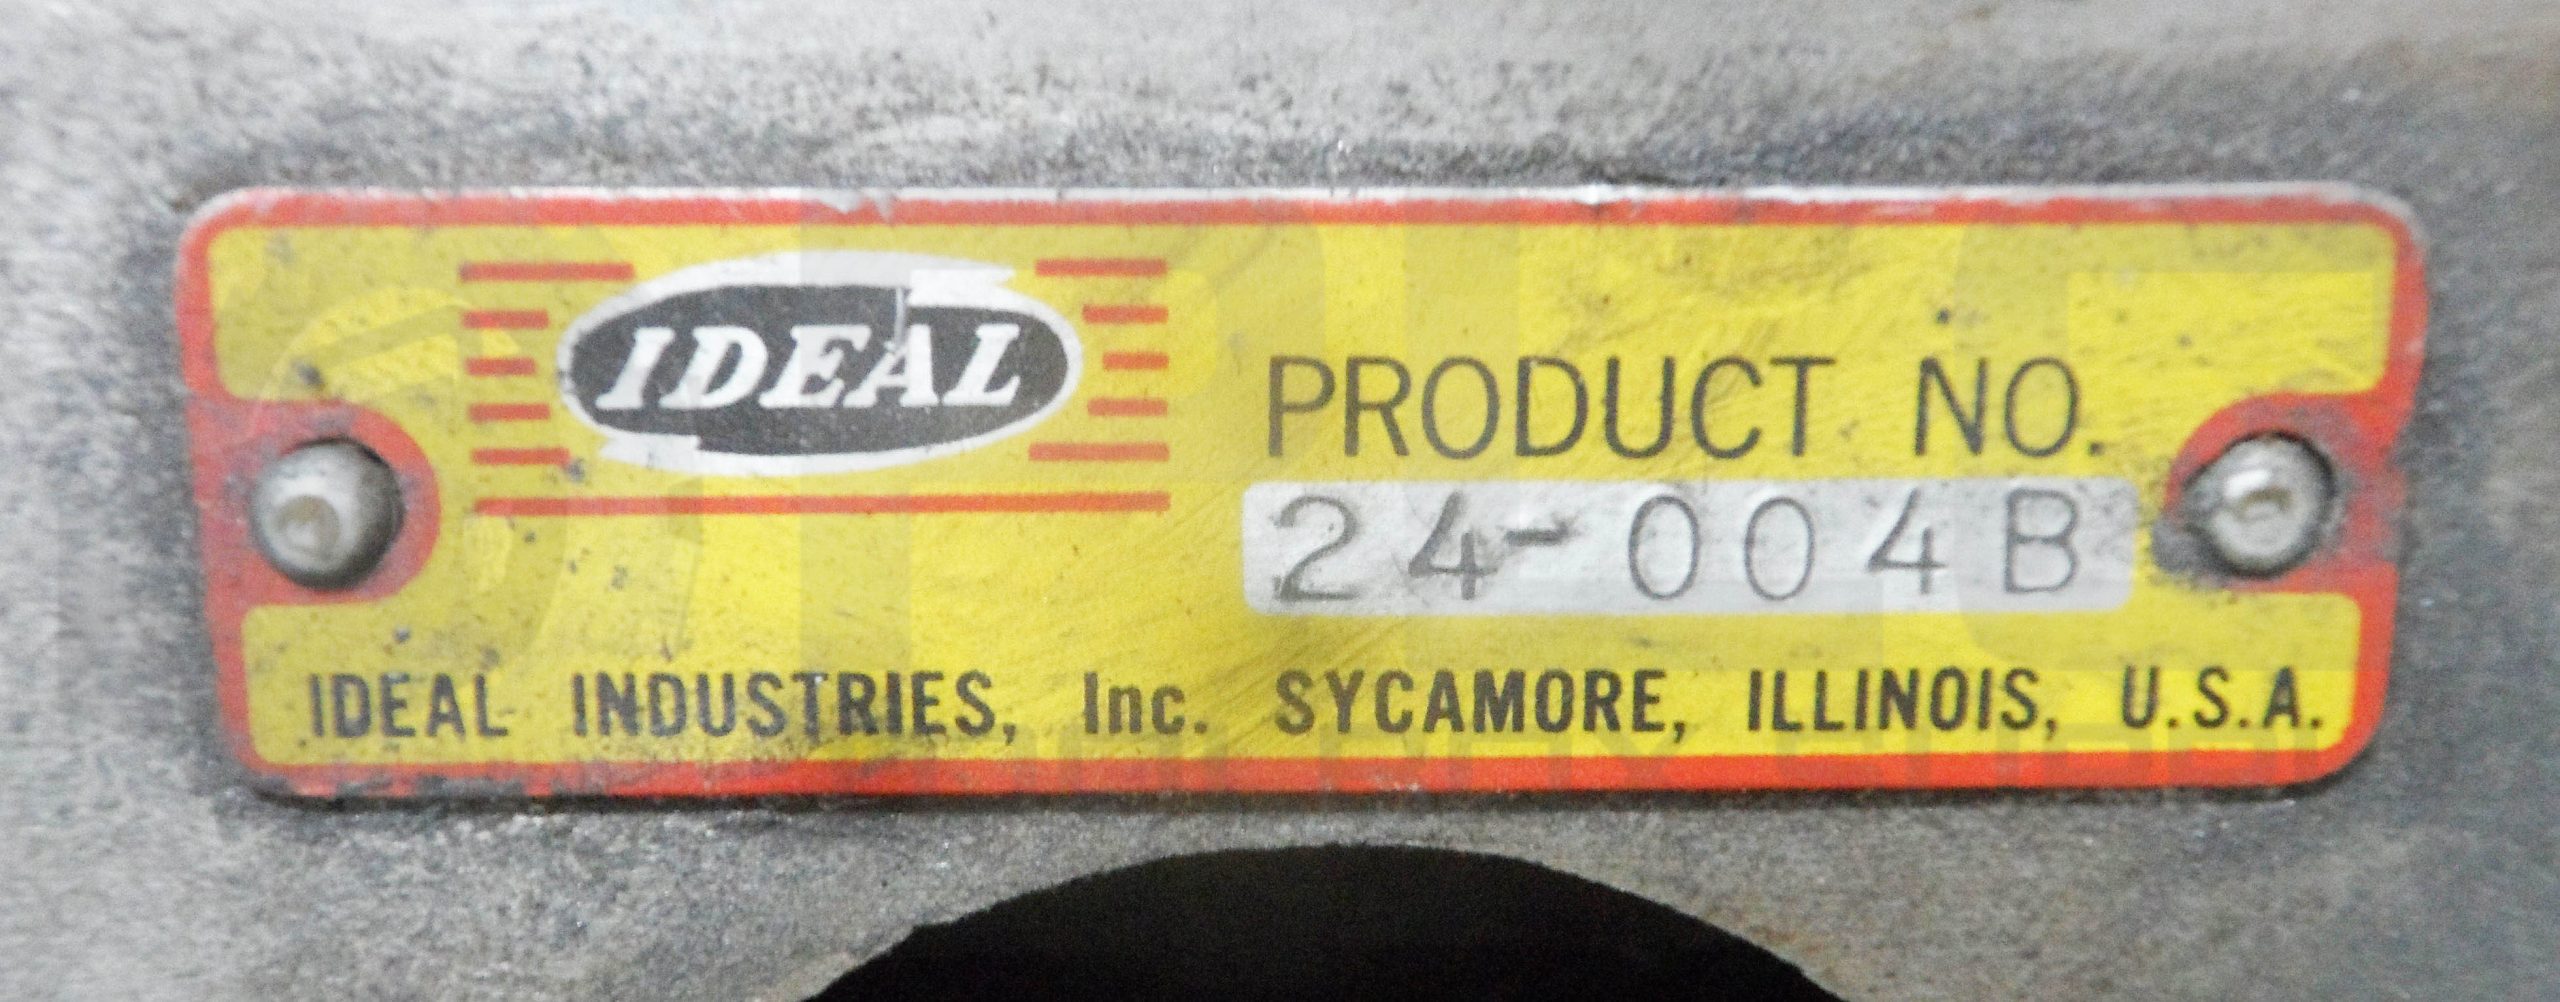 IDEAL
PRODUCT NO.
24-004B
IDEAL INDUSTRIES, Inc. SYCAMORE, ILLINOIS, U.S.A.